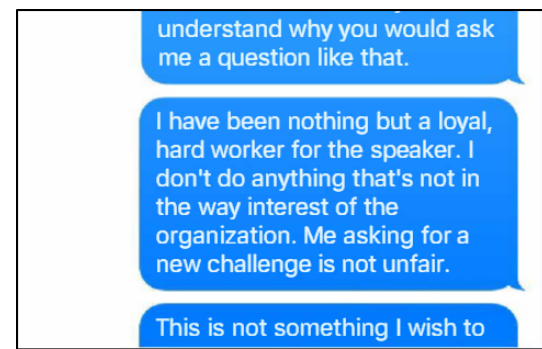 understand why you would ask
me a question like that.
I have been nothing but a loyal,
hard worker for the speaker. I
don't do anything that's not in
the way interest of the
organization. Me asking for a
new challenge is not unfair.
This is not something I wish to